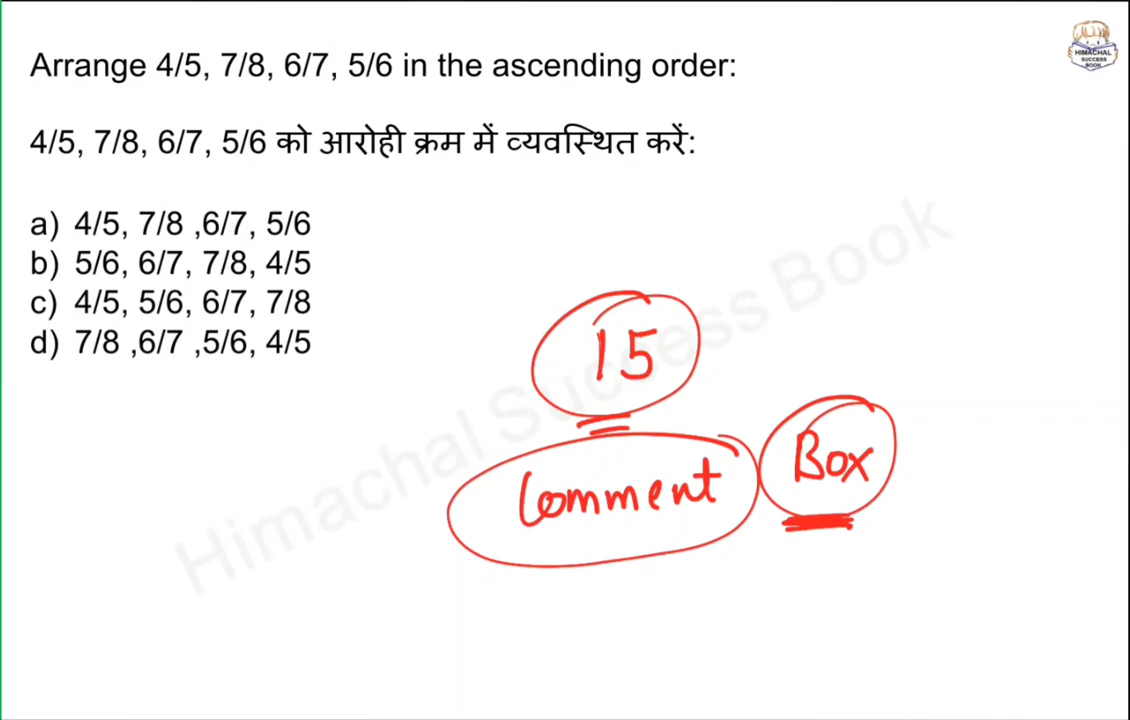 HIMACHAL
SUCCESS
BOOK
Arrange 4/5, 7/8, 6/7, 5/6 in the ascending order:
4/5, 7/8, 6/7, 5/6 को आरोही क्रम में व्यवस्थित करें:
a) 4/5, 7/8 ,6/7, 5/6
b) 5/6, 6/7, 7/8, 4/5
c) 4/5, 5/6, 6/7, 7/8
d) 7/8 ,6/7 ,5/6, 4/5
15
Comment Box
Himachal Success Book